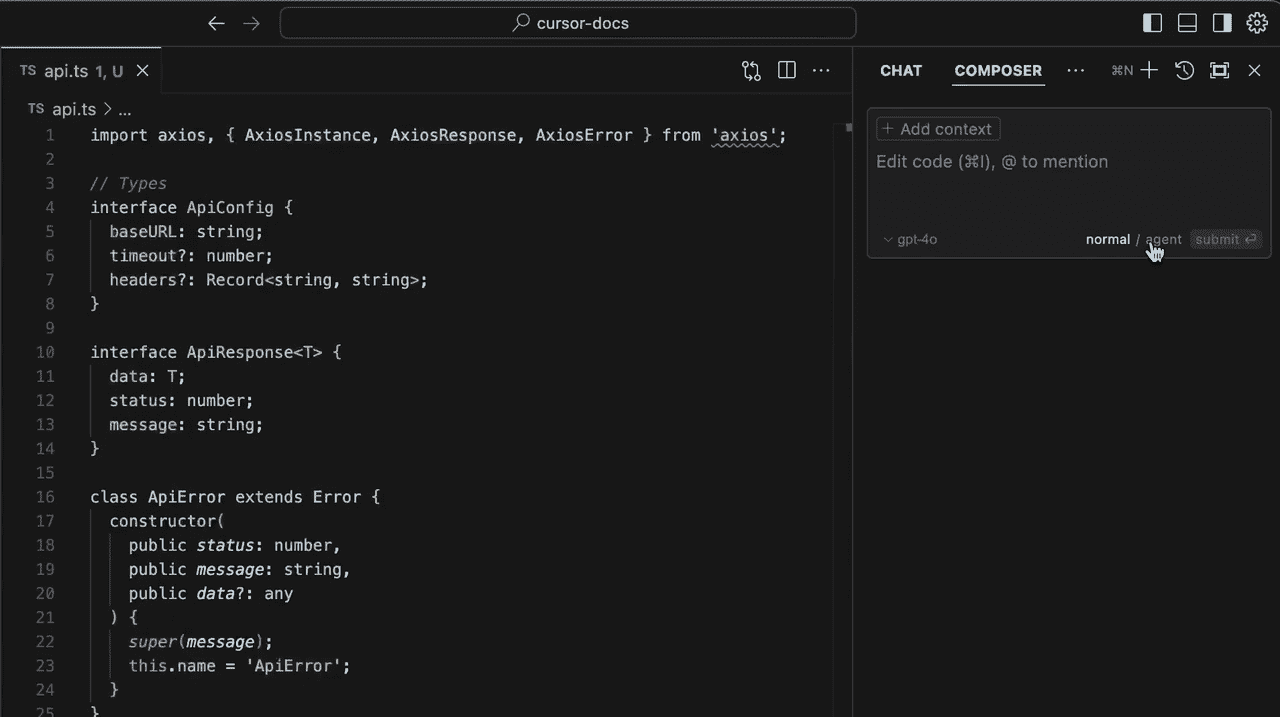 cursor-docs
TS api.ts 1, U
CHAT COMPOSER ⌘N
TS api.ts > ...
+ Add context
Edit code (⌘I), @ to mention
gpt-4o normal / agent submit
1 import axios, { AxiosInstance, AxiosResponse, AxiosError } from 'axios';
2
3 // Types
4 interface ApiConfig {
5 baseURL: string;
6 timeout?: number;
7 headers?: Record<string, string>;
8 }
9
10 interface ApiResponse<T> {
11 data: T;
12 status: number;
13 message: string;
14 }
15
16 class ApiError extends Error {
17 constructor(
18 public status: number,
19 public message: string,
20 public data?: any
21 ) {
22 super(message);
23 this.name = 'ApiError';
24 }
25 }